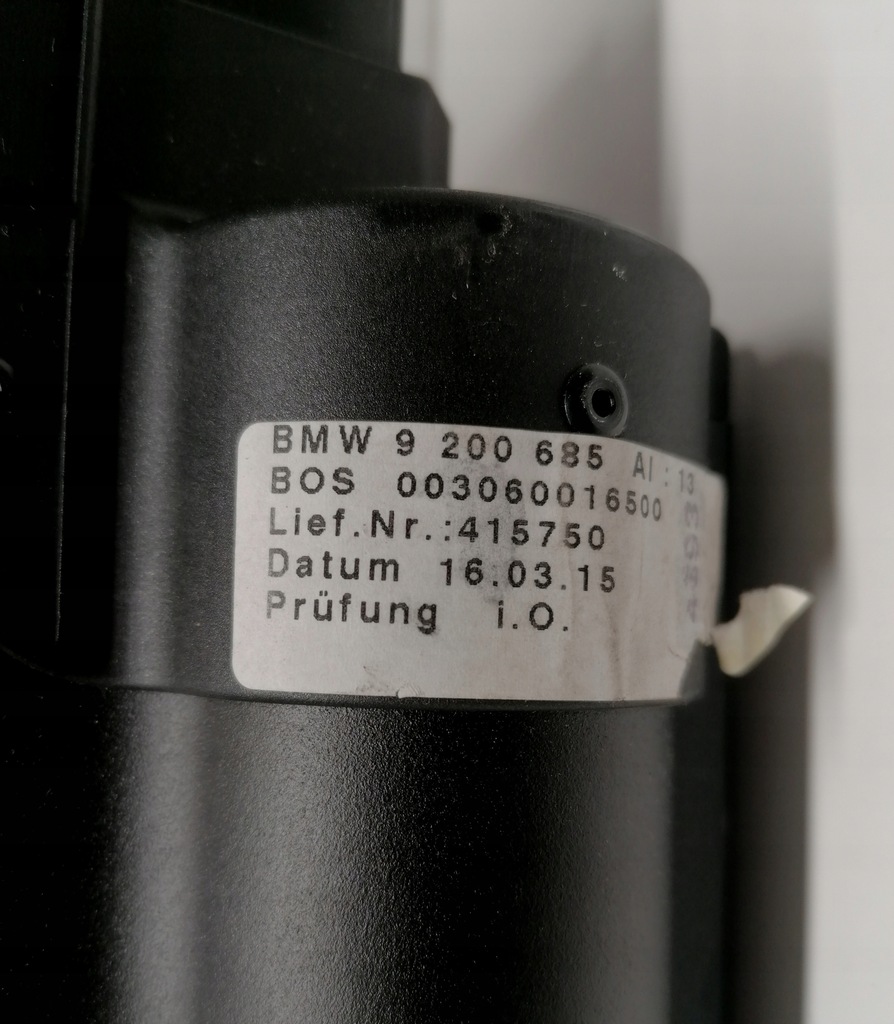 BMW 9 200 685 AI : 13
BOS 003060016500
Lief.Nr.:415750
Datum 16.03.15
Prüfung i.O.